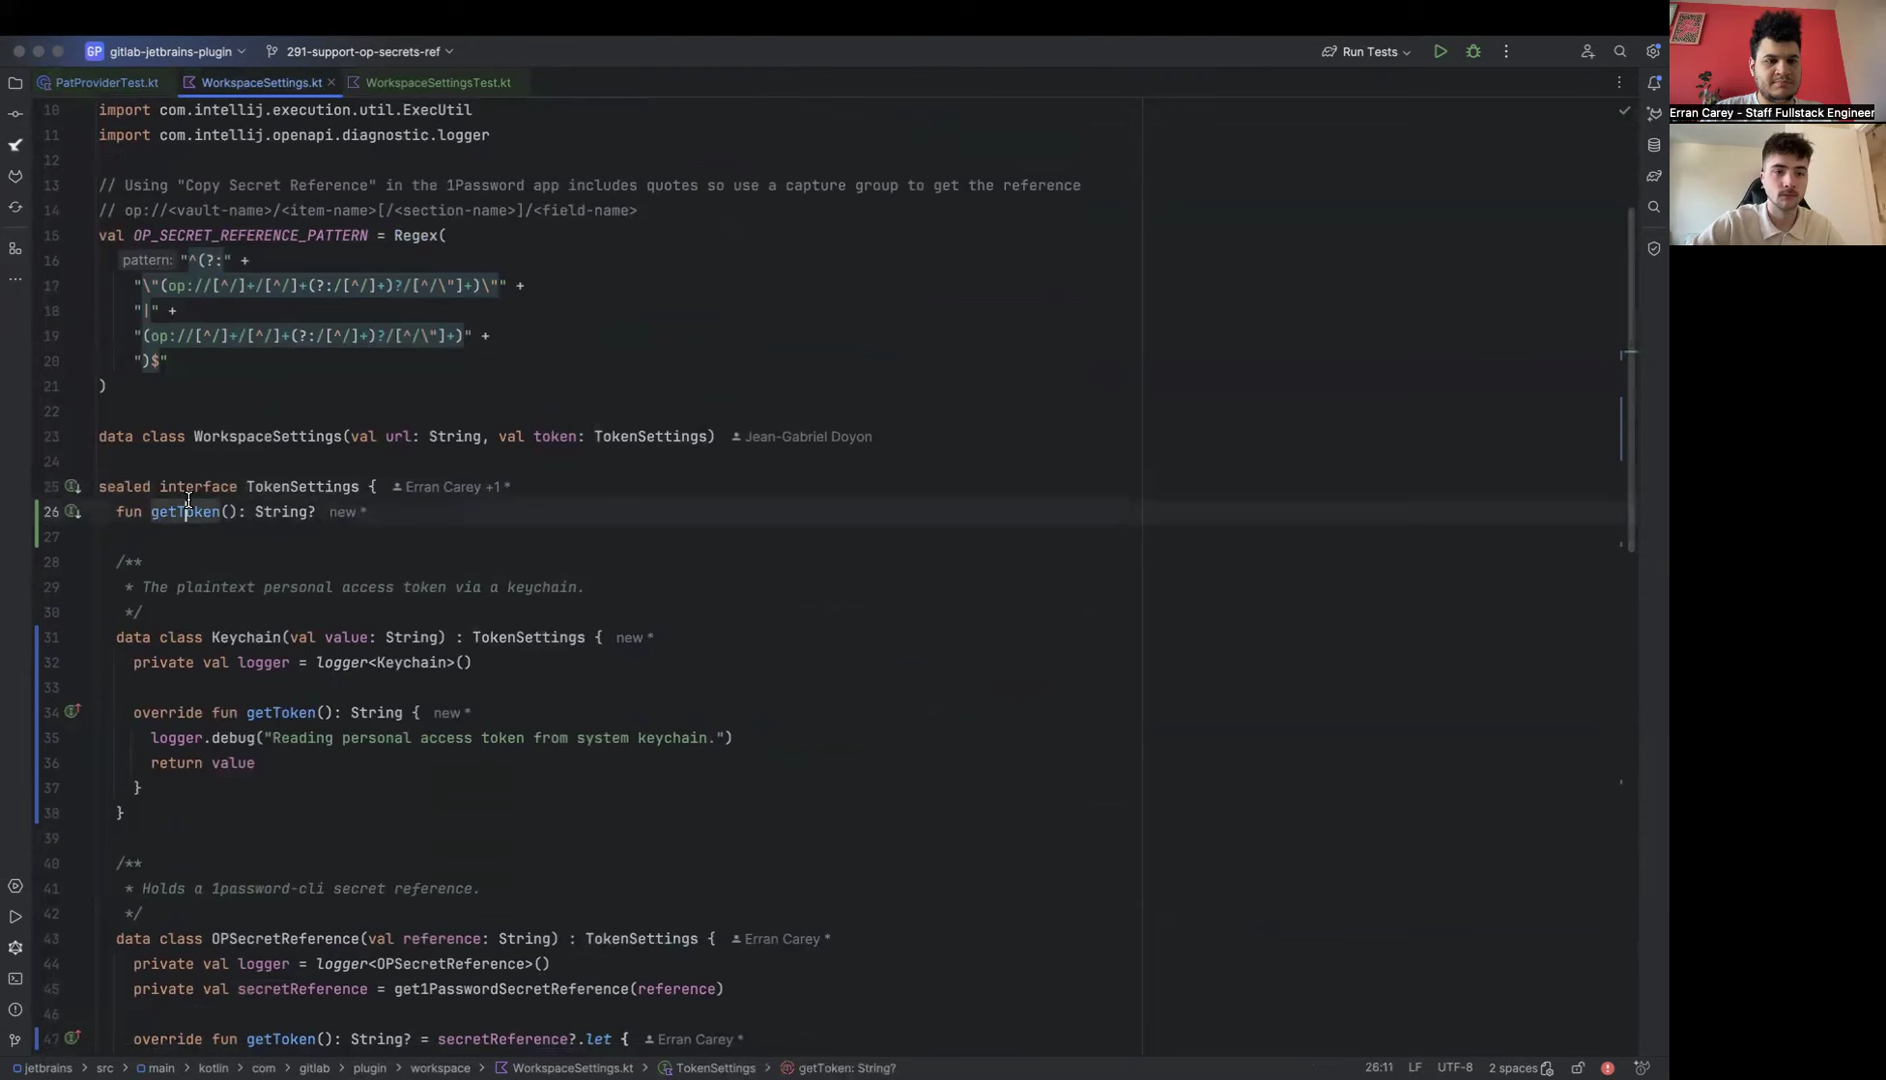 GP gitlab-jetbrains-plugin 291-support-op-secrets-ref Run Tests
PatProviderTest.kt WorkspaceSettings.kt WorkspaceSettingsTest.kt
10 import com.intellij.execution.util.ExecUtil
11 import com.intellij.openapi.diagnostic.logger
12
13 // Using "Copy Secret Reference" in the 1Password app includes quotes so use a capture group to get the reference
14 // op://<vault-name>/<item-name>[/<section-name>]/<field-name>
15 val OP_SECRET_REFERENCE_PATTERN = Regex(
16 pattern: "^(?:" +
17 "\"(op://[^/]+/[^/]+(?:/[^/]+)?/[^/\"]+)\"" +
18 "|" +
19 "(op://[^/]+/[^/]+(?:/[^/]+)?/[^/\"]+)" +
20 ")$"
21 )
22
23 data class WorkspaceSettings(val url: String, val token: TokenSettings) Jean-Gabriel Doyon
24
25 sealed interface TokenSettings { Erran Carey +1 *
26 fun getToken(): String? new *
27
28 /**
29 * The plaintext personal access token via a keychain.
30 */
31 data class Keychain(val value: String) : TokenSettings { new *
32 private val logger = logger<Keychain>()
33
34 override fun getToken(): String { new *
35 logger.debug("Reading personal access token from system keychain.")
36 return value
37 }
38 }
39
40 /**
41 * Holds a 1password-cli secret reference.
42 */
43 data class OPSecretReference(val reference: String) : TokenSettings { Erran Carey *
44 private val logger = logger<OPSecretReference>()
45 private val secretReference = get1PasswordSecretReference(reference)
46
47 override fun getToken(): String? = secretReference?.let { Erran Carey *
jetbrains > src > main > kotlin > com > gitlab > plugin > workspace > WorkspaceSettings.kt > TokenSettings > getToken: String? 26:11 LF UTF-8 2 spaces
Erran Carey - Staff Fullstack Engineer